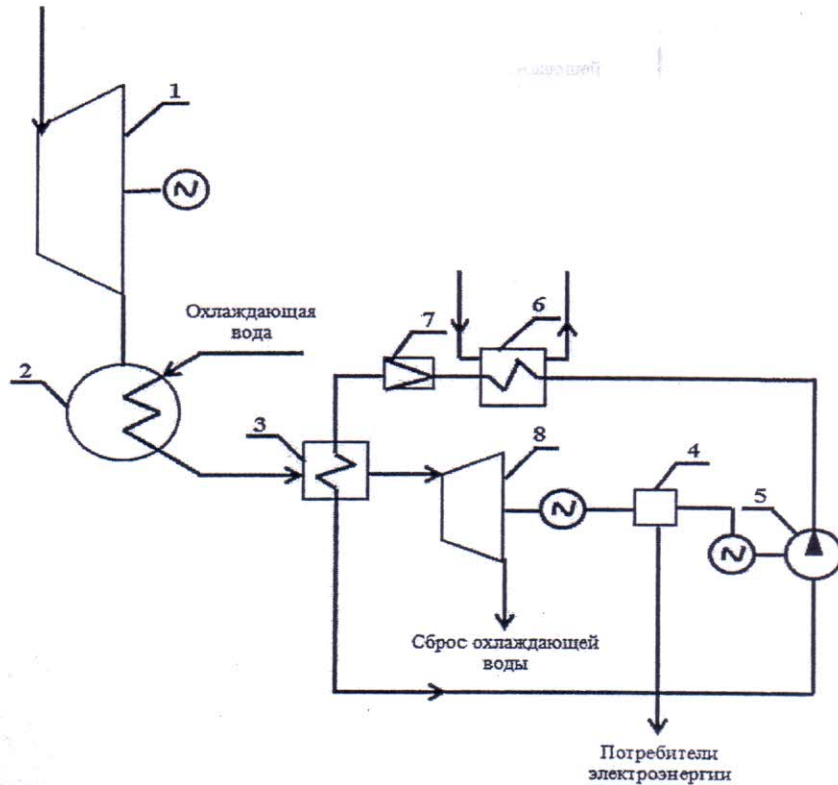 1
Охлаждающая
вода
2
7
6
3
8
4
5
Сброс охлаждающей
воды
Потребители
электроэнергии